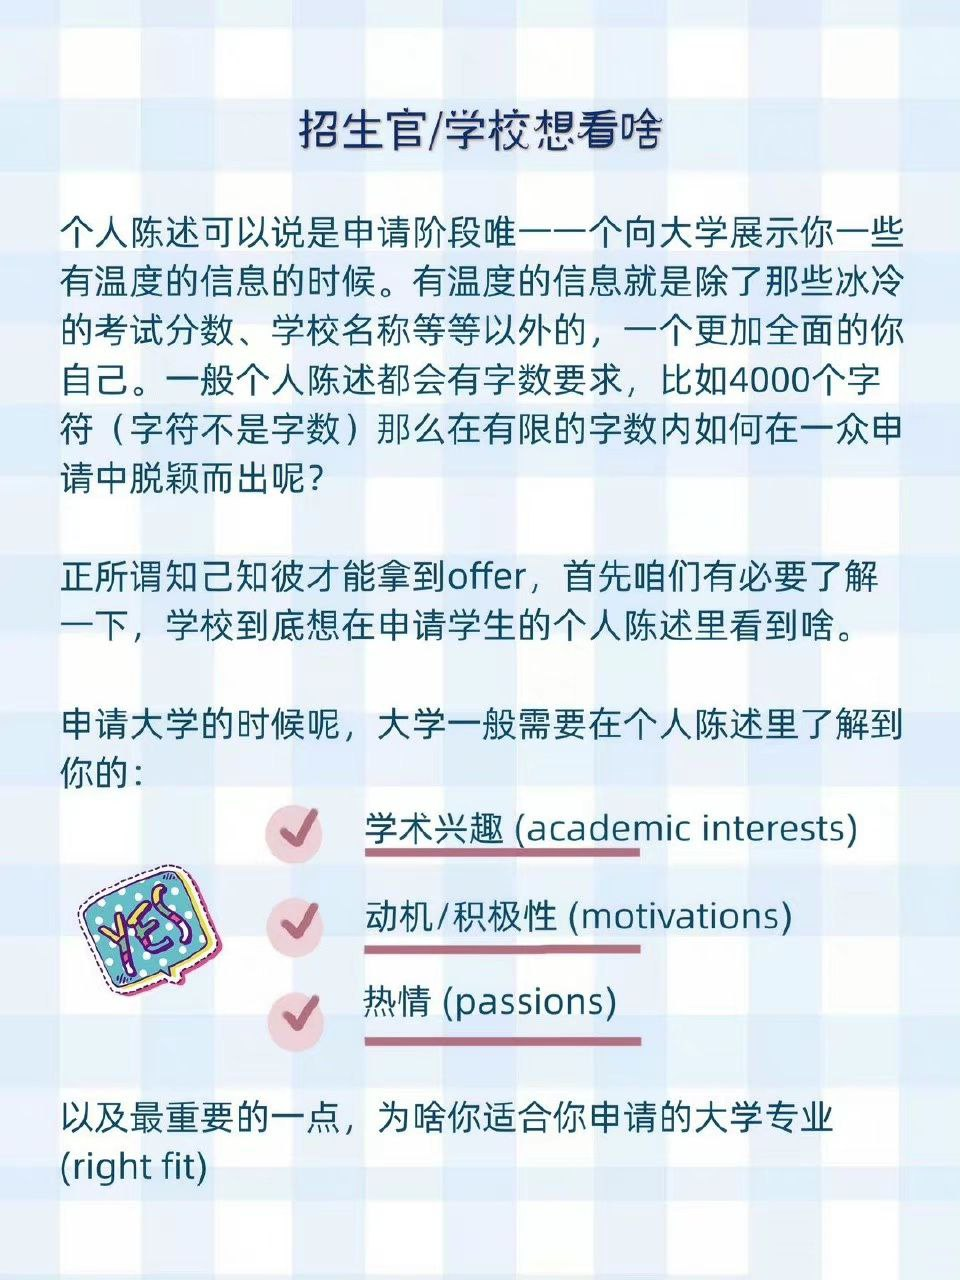 招生官/学校想看啥
个人陈述可以说是申请阶段唯一一个向大学展示你一些
有温度的信息的时候。有温度的信息就是除了那些冰冷
的考试分数、学校名称等等以外的，一个更加全面的你
自己。一般个人陈述都会有字数要求，比如4000个字
符（字符不是字数）那么在有限的字数内如何在一众申
请中脱颖而出呢？
正所谓知己知彼才能拿到offer，首先咱们有必要了解
一下，学校到底想在申请学生的个人陈述里看到啥。
申请大学的时候呢，大学一般需要在个人陈述里了解到
你的：
学术兴趣 (academic interests)
动机/积极性 (motivations)
YES
热情 (passions)
以及最重要的一点，为啥你适合你申请的大学专业
(right fit)